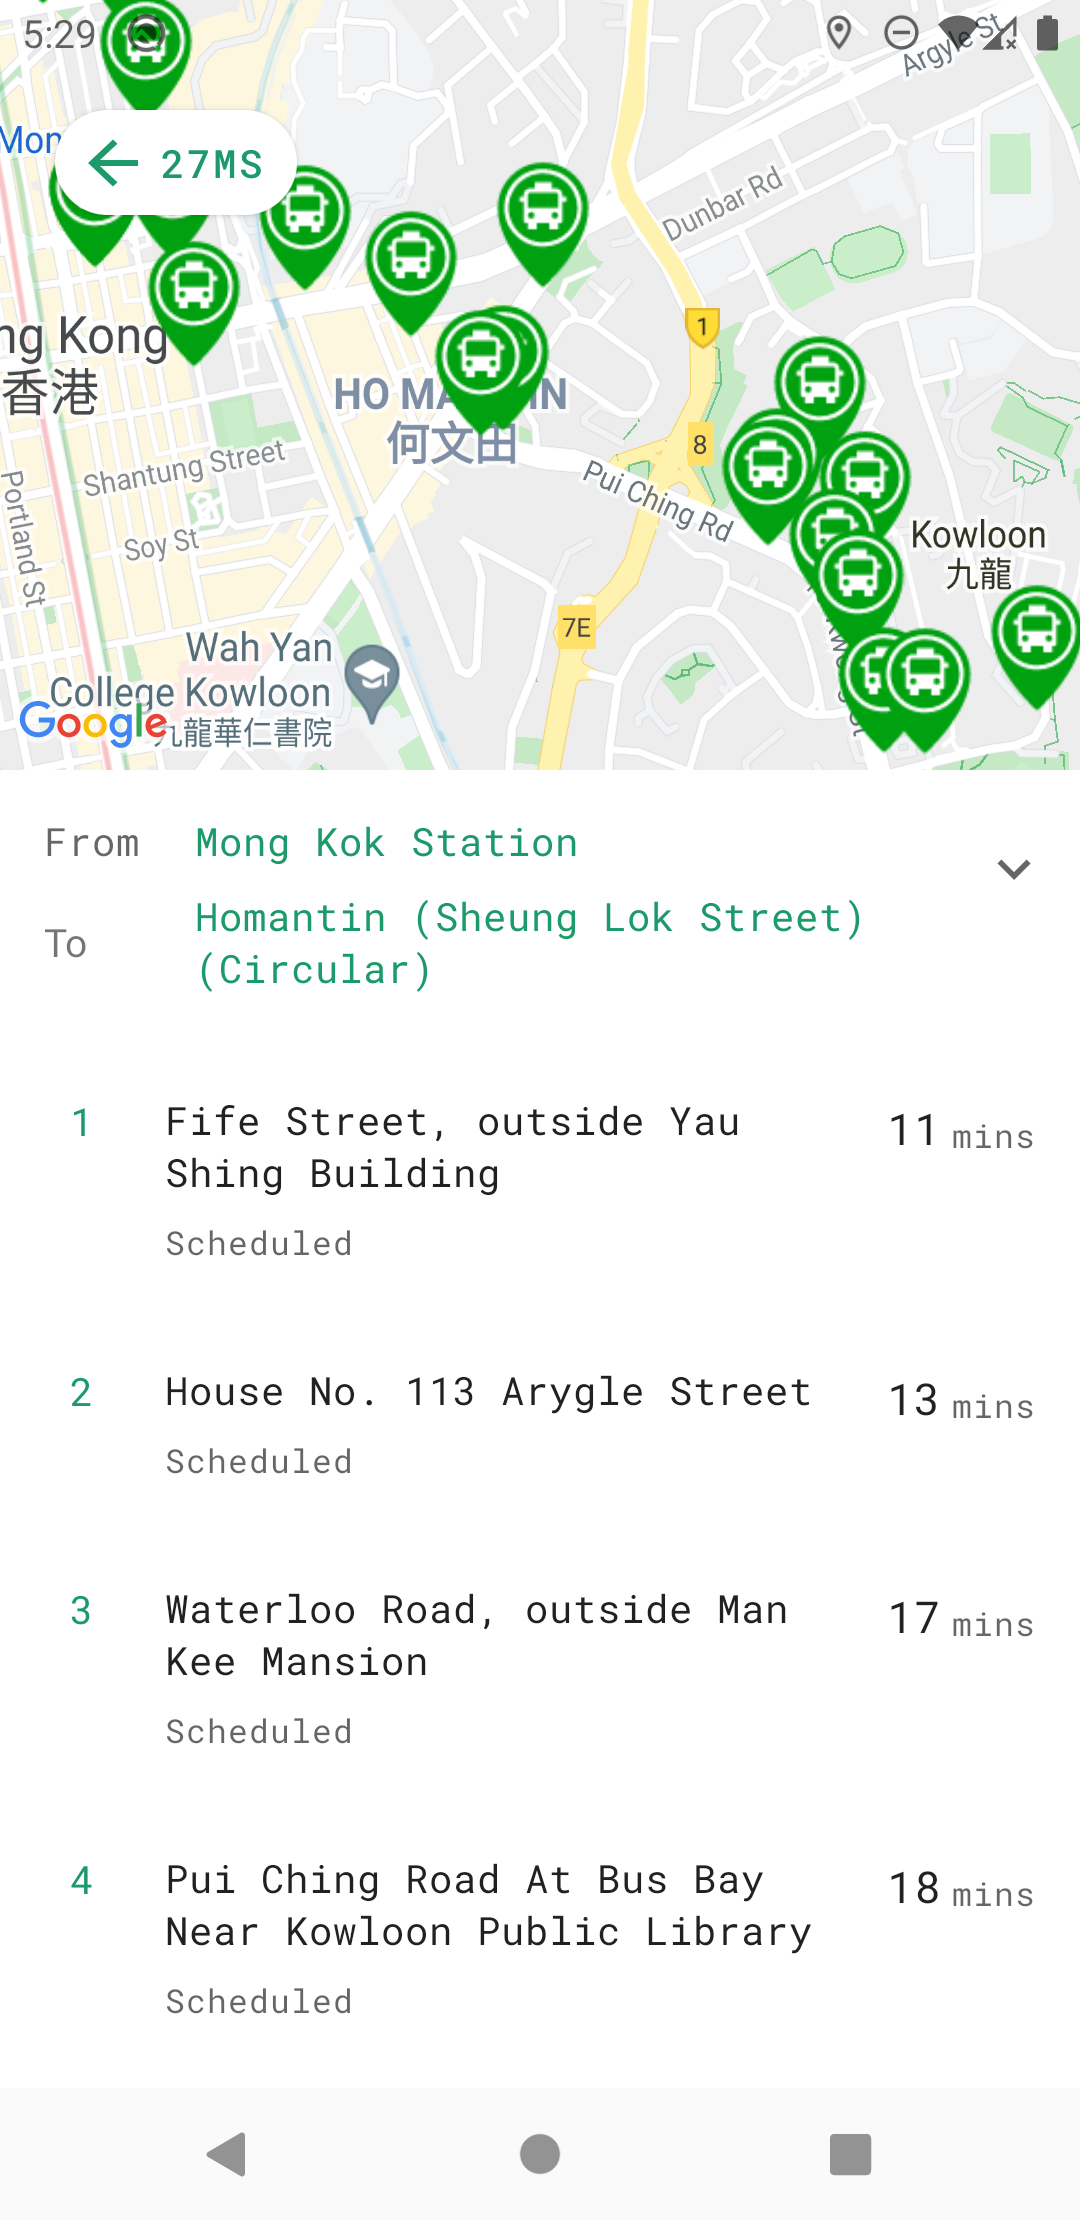 5:29
Argyle St
Mon
27MS
Dunbar Rd
1
ng Kong
香港
HO MA IN
何文田
8
Shantung Street
Pui Ching Rd
Portland St
Soy St
Kowloon
九龍
7E
Wah Yan
College Kowloon
九龍華仁書院
Google
From
Mong Kok Station
To
Homantin (Sheung Lok Street)
(Circular)
1
Fife Street, outside Yau
Shing Building
11 mins
Scheduled
2
House No. 113 Arygle Street
13 mins
Scheduled
3
Waterloo Road, outside Man
Kee Mansion
17 mins
Scheduled
4
Pui Ching Road At Bus Bay
Near Kowloon Public Library
18 mins
Scheduled